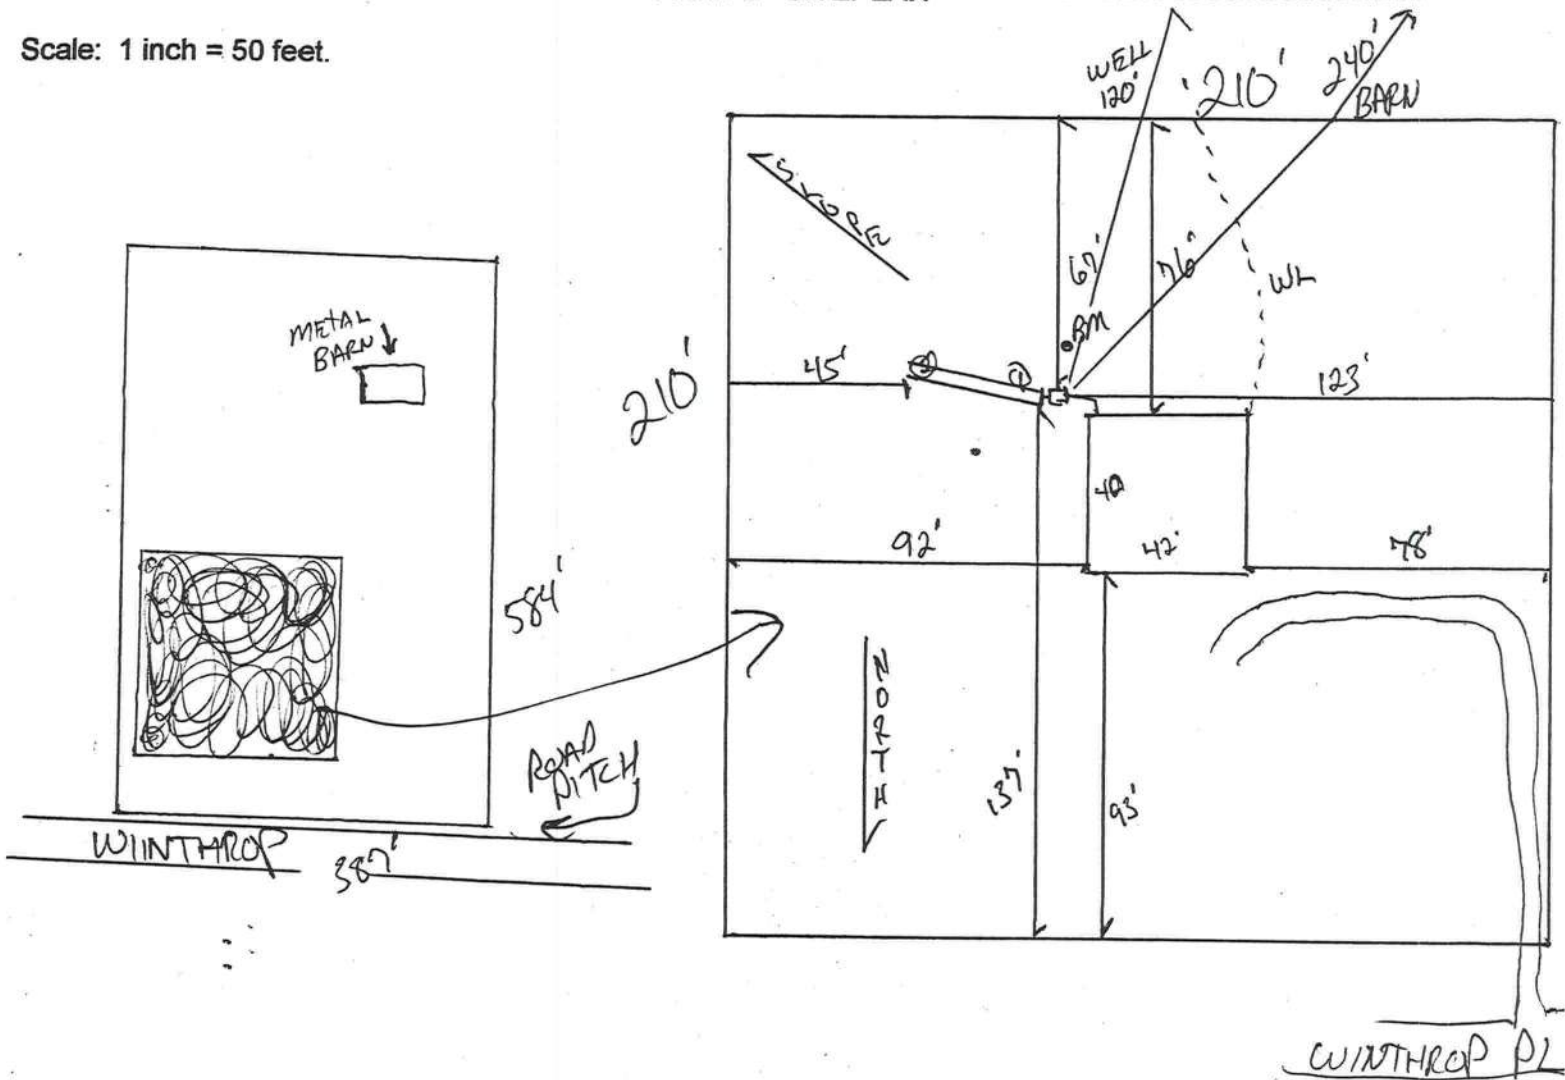 Scale: 1 inch = 50 feet.
WELL
120'
210'
240'
BARN
SLOPE
67'
76'
WL
BM
METAL
BARN
210'
45'
123'
40
92'
42'
78'
584'
NORTH
137'
93'
ROAD
DITCH
WINTHROP
387'
WINTHROP PL